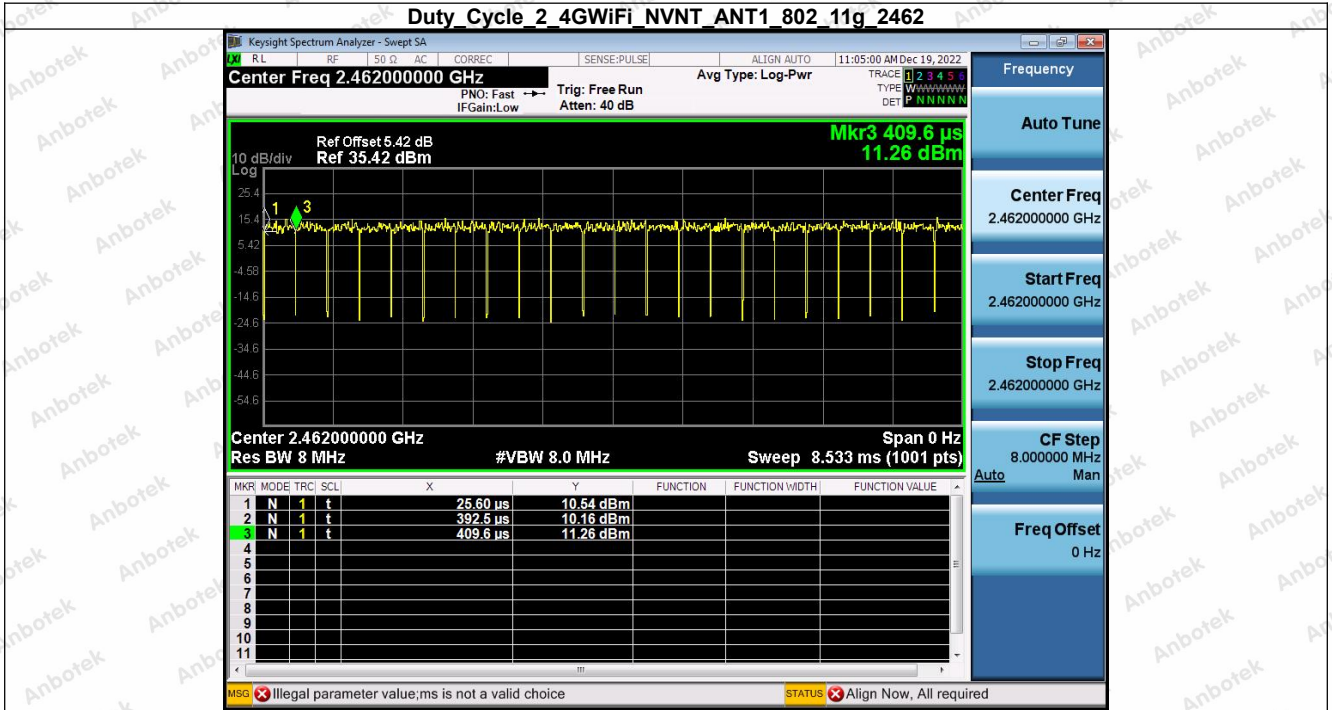 Duty_Cycle_2_4GWiFi_NVNT_ANT1_802_11g_2462
Keysight Spectrum Analyzer - Swept SA
LXI RL RF 50 Ω AC CORREC SENSE:PULSE ALIGN AUTO 11:05:00 AM Dec 19, 2022
Center Freq 2.462000000 GHz
PNO: Fast
IFGain:Low
Trig: Free Run
Atten: 40 dB
Avg Type: Log-Pwr
TRACE 1 2 3 4 5 6
TYPE WWWWWW
DET P N N N N N
Mkr3 409.6 µs
11.26 dBm
Ref Offset 5.42 dB
Ref 35.42 dBm
10 dB/div
Log
25.4
15.4
5.42
-4.58
-14.6
-24.6
-34.6
-44.6
-54.6
1
3
Center 2.462000000 GHz Span 0 Hz
Res BW 8 MHz #VBW 8.0 MHz Sweep 8.533 ms (1001 pts)
MKR MODE TRC SCL X Y FUNCTION FUNCTION WIDTH FUNCTION VALUE
1 N 1 t 25.60 µs 10.54 dBm
2 N 1 t 392.5 µs 10.16 dBm
3 N 1 t 409.6 µs 11.26 dBm
4
5
6
7
8
9
10
11
MSG Illegal parameter value;ms is not a valid choice STATUS Align Now, All required
Frequency
Auto Tune
Center Freq
2.462000000 GHz
Start Freq
2.462000000 GHz
Stop Freq
2.462000000 GHz
CF Step
8.000000 MHz
Auto Man
Freq Offset
0 Hz
Anbotek